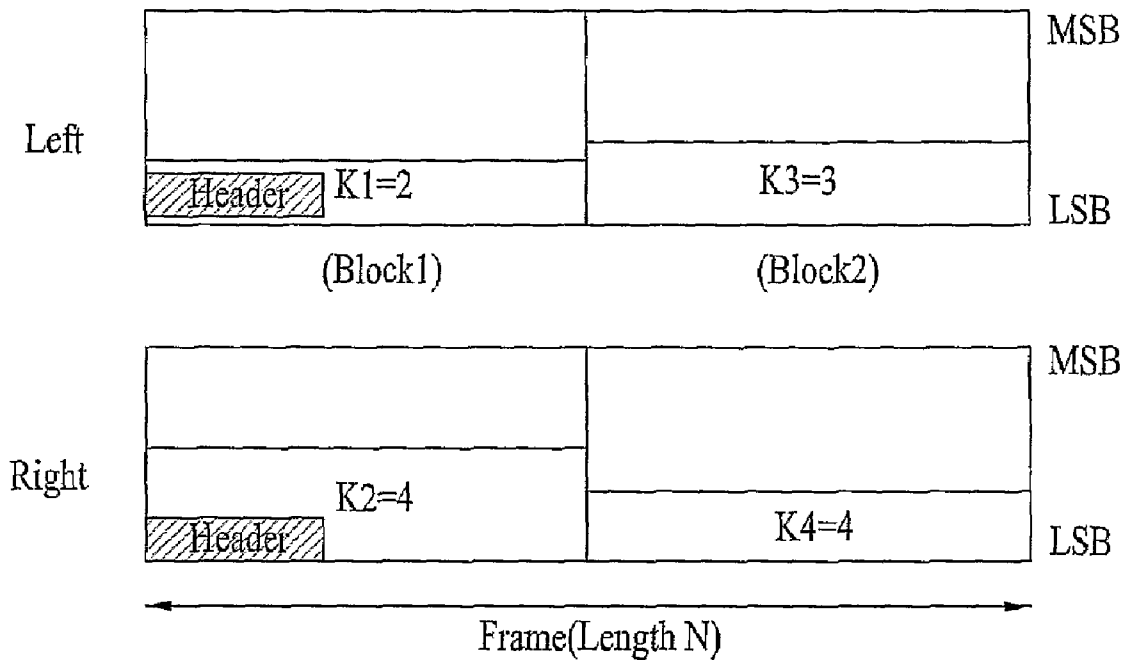 MSB
Left
Header
K1=2
K3=3
LSB
(Block1)
(Block2)
MSB
Right
K2=4
Header
K4=4
LSB
Frame(Length N)